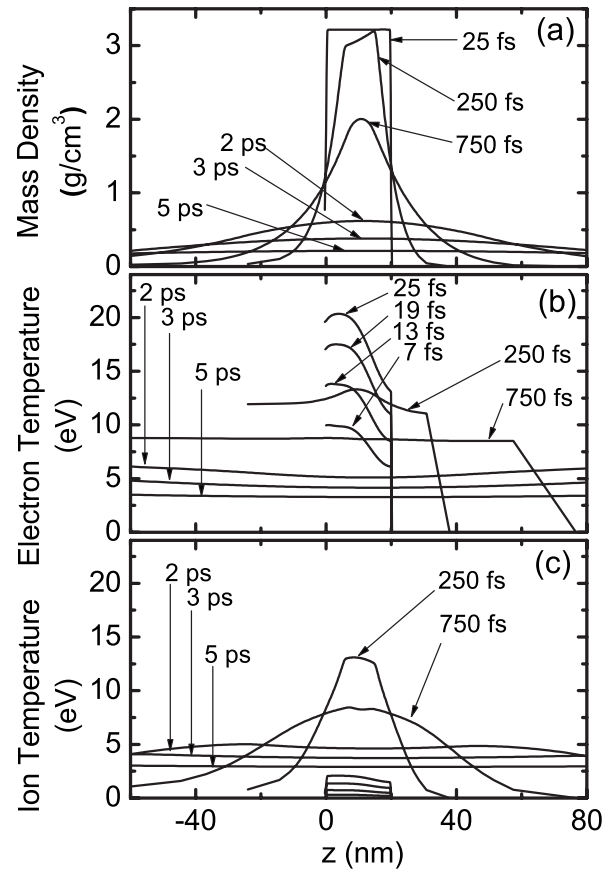 (a)
3
2
1
0
Mass Density
(g/cm³)
25 fs
250 fs
750 fs
2 ps
3 ps
5 ps
(b)
20
15
10
5
0
Electron Temperature
(eV)
2 ps
3 ps
5 ps
25 fs
19 fs
13 fs
7 fs
250 fs
750 fs
(c)
20
15
10
5
0
Ion Temperature
(eV)
2 ps
3 ps
5 ps
250 fs
750 fs
-40
0
40
80
z (nm)